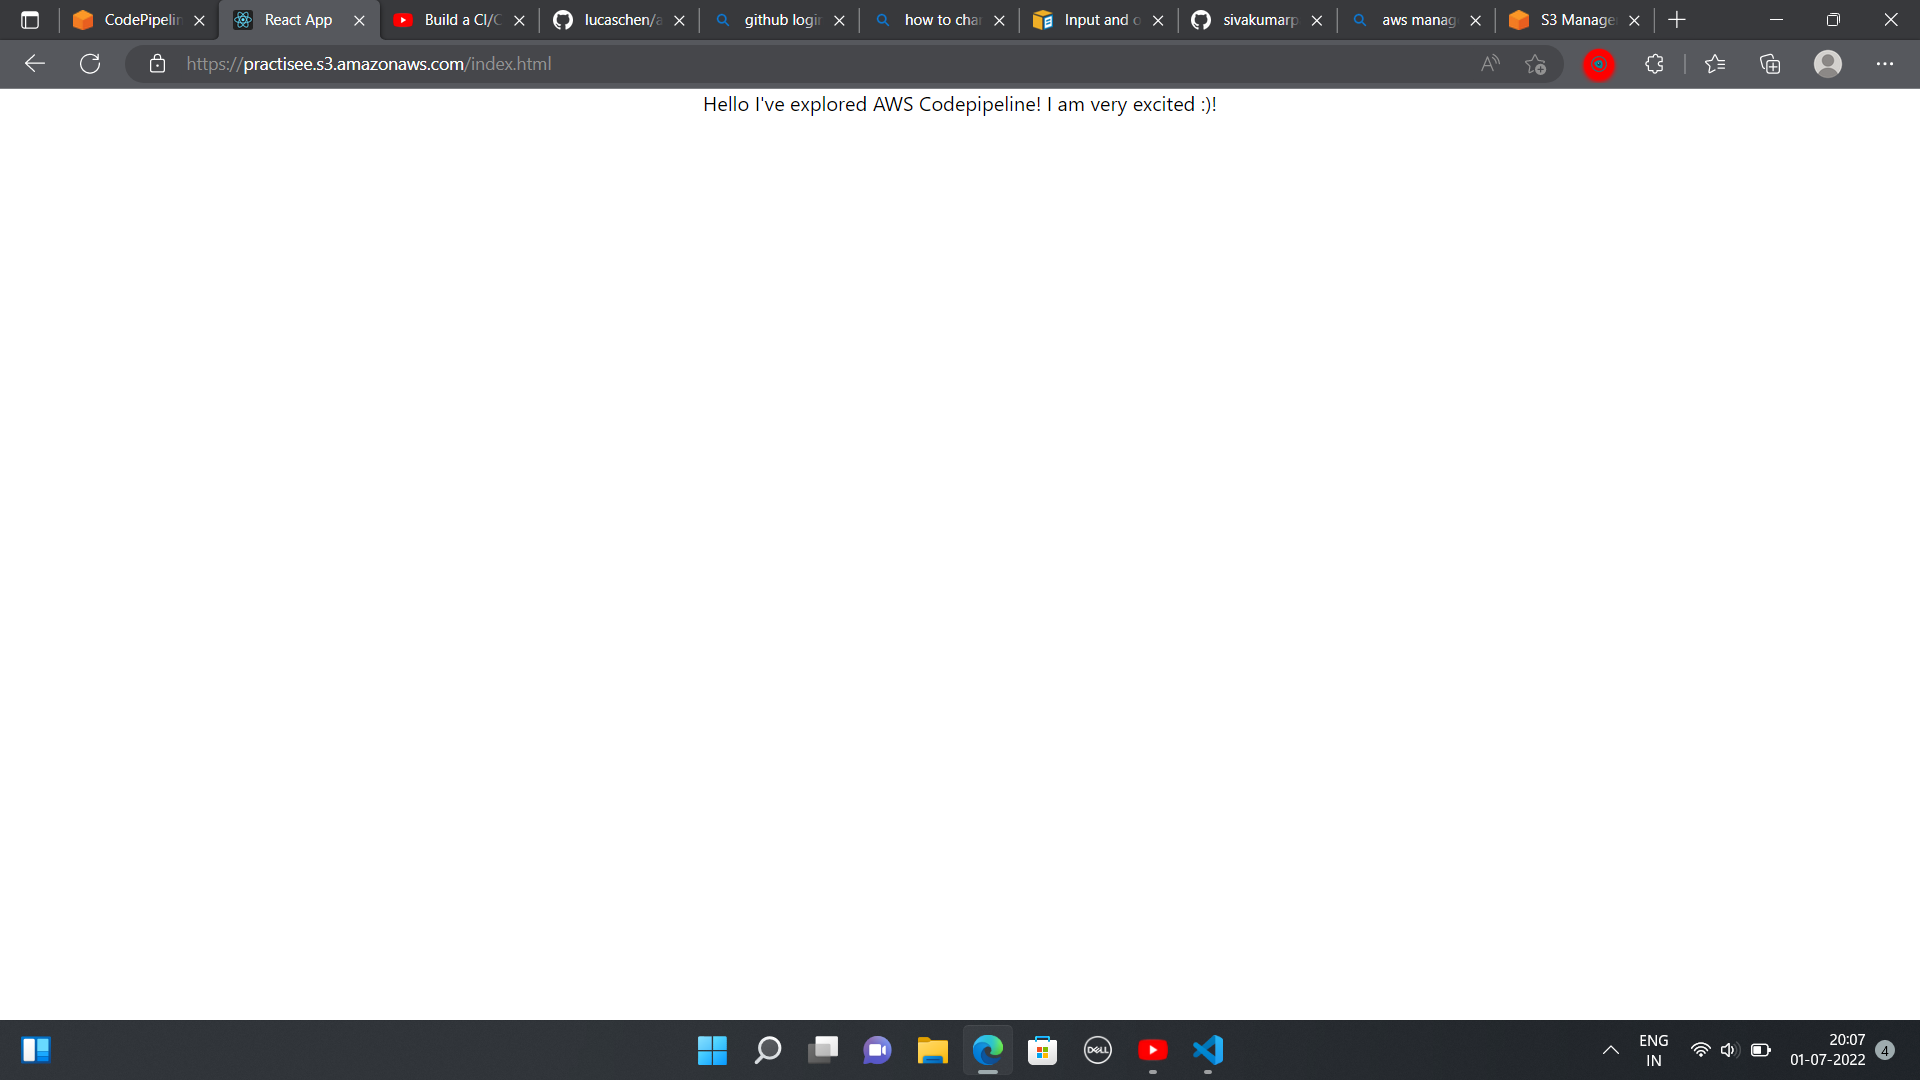 CodePipelin
React App
Build a CI/C
lucaschen/a
github login
how to char
Input and o
sivakumarp
aws manag
S3 Manage
https://practisee.s3.amazonaws.com/index.html
Hello I've explored AWS Codepipeline! I am very excited :)!
DELL
ENG
IN
20:07
01-07-2022
4